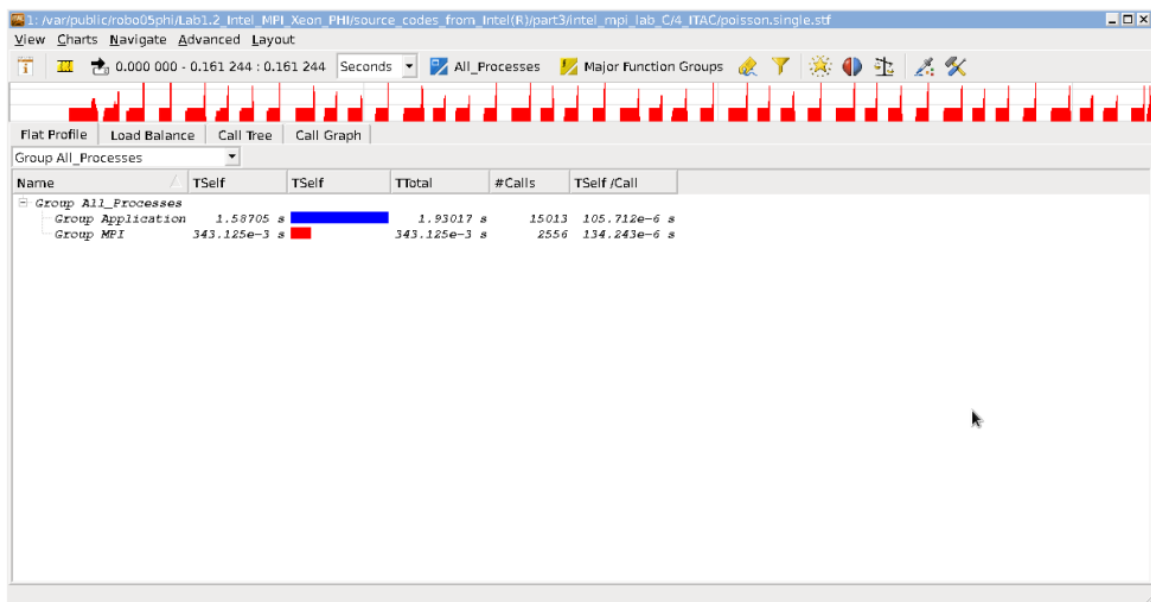 1: /var/public/robo05phi/Lab1.2_Intel_MPI_Xeon_PHI/source_codes_from_Intel(R)/part3/intel_mpi_lab_C/4_ITAC/poisson.single.stf
View Charts Navigate Advanced Layout
0.000 000 - 0.161 244 : 0.161 244 Seconds All_Processes Major Function Groups
Flat Profile Load Balance Call Tree Call Graph
Group All_Processes
Name TSelf TSelf TTotal #Calls TSelf /Call
Group All_Processes
Group Application 1.58705 s 1.93017 s 15013 105.712e-6 s
Group MPI 343.125e-3 s 343.125e-3 s 2556 134.243e-6 s